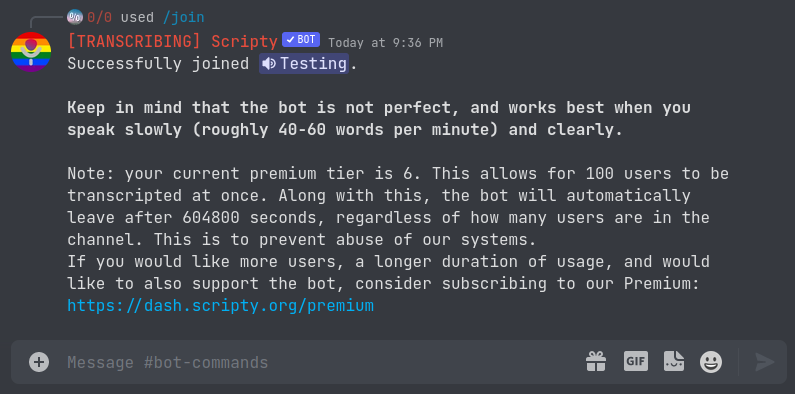 0/0 used /join
[TRANSCRIBING] Scripty BOT Today at 9:36 PM
Successfully joined Testing.
Keep in mind that the bot is not perfect, and works best when you
speak slowly (roughly 40-60 words per minute) and clearly.
Note: your current premium tier is 6. This allows for 100 users to be
transcripted at once. Along with this, the bot will automatically
leave after 604800 seconds, regardless of how many users are in the
channel. This is to prevent abuse of our systems.
If you would like more users, a longer duration of usage, and would
like to also support the bot, consider subscribing to our Premium:
https://dash.scripty.org/premium
Message #bot-commands GIF